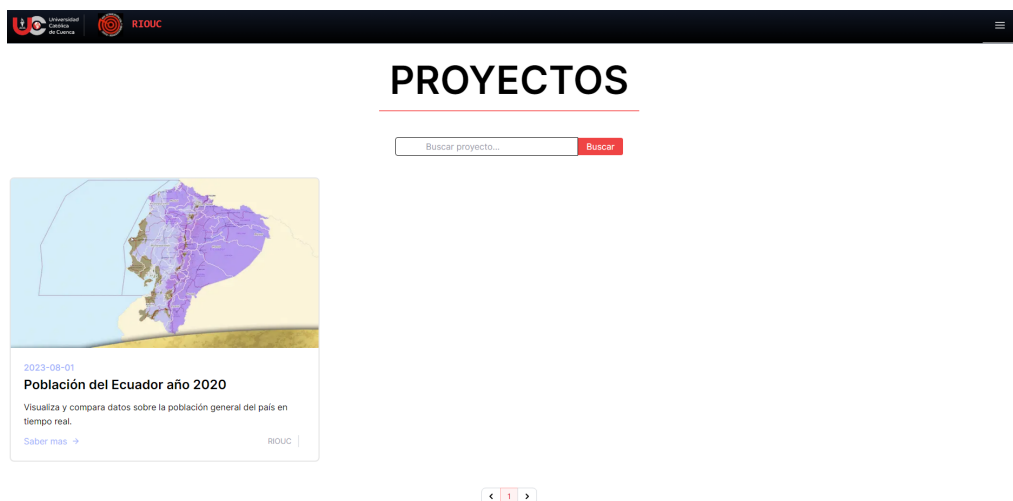 Universidad
Católica
de Cuenca
RIOUC
PROYECTOS
Buscar proyecto...
Buscar
2023-08-01
Población del Ecuador año 2020
Visualiza y compara datos sobre la población general del país en
tiempo real.
Saber mas →
RIOUC
1